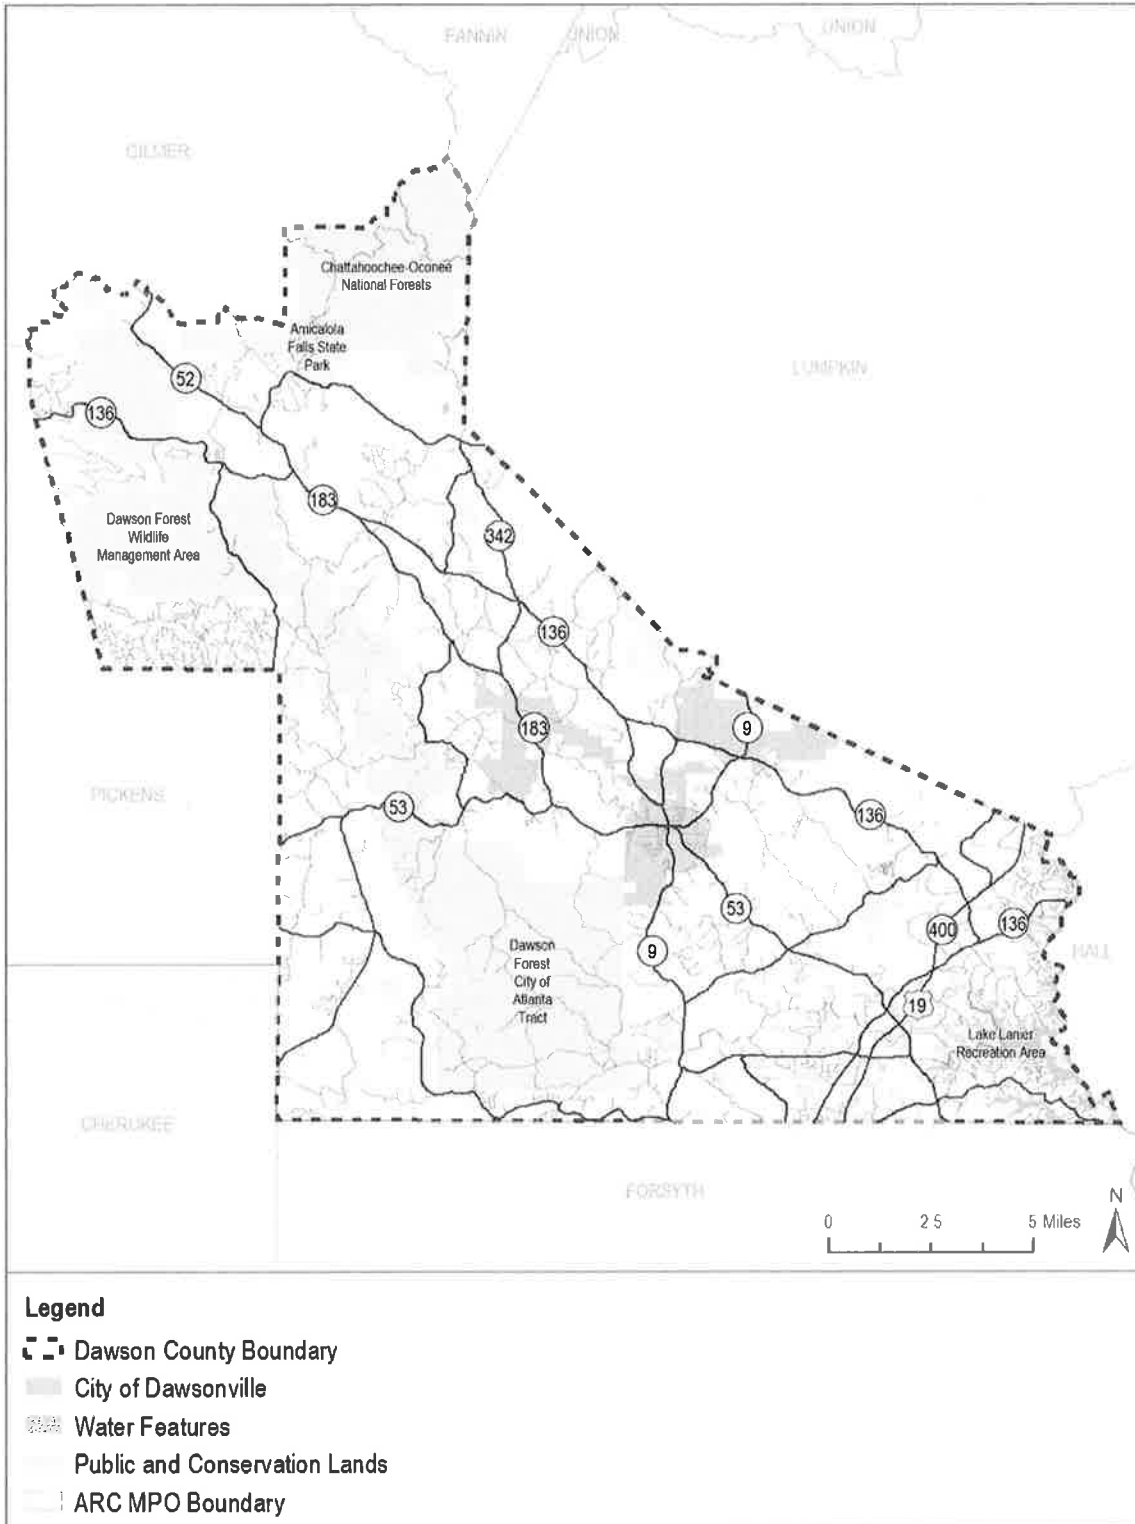 FANNIN
UNION
UNION
GILMER
Chattahoochee-Oconee
National Forests
Amicalola
Falls State
Park
52
LUMPKIN
136
183
Dawson Forest
Wildlife
Management Area
342
136
183
9
PICKENS
53
136
53
400
136
9
HALL
Dawson
Forest
City of
Atlanta
Tract
19
Lake Lanier
Recreation Area
CHEROKEE
FORSYTH
N
0 2 5 5 Miles
Legend
Dawson County Boundary
City of Dawsonville
Water Features
Public and Conservation Lands
ARC MPO Boundary